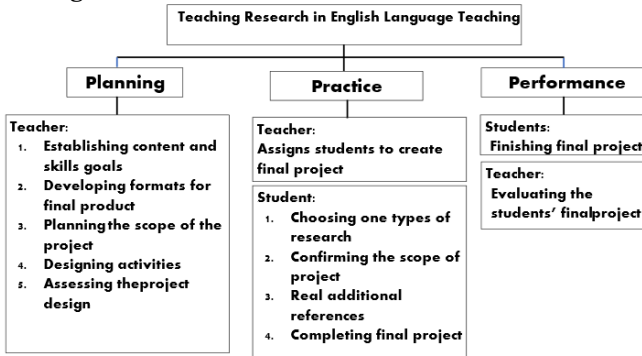 Teaching Research in English Language Teaching
Planning
Teacher:
1. Establishing content and
skills goals
2. Developing formats for
final product
3. Planningthe scope of the
project
4. Designing activities
5. Assessing theproject
design
Practice
Teacher:
Assigns students to create
final project
Student:
1. Choosing one types of
research
2. Confirming the scope of
project
3. Real additional
references
4. Completing final project
Performance
Students:
Finishing final project
Teacher:
Evaluating the
students’ finalproject